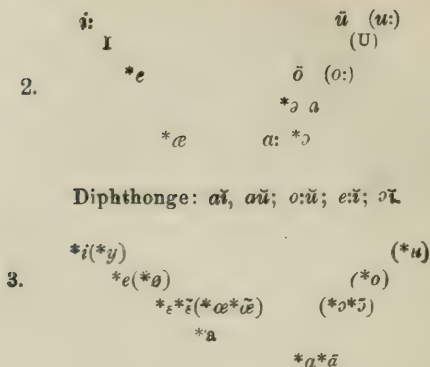 i: ü (u:)
ɪ (U)
*e ö (o:)
2.
*ɔ a
*æ a: *ɔ
Diphthonge: aĭ, aŭ; o:ŭ; e:ĭ; ɔĭ
*i(*y) (*u)
3. *e(*ø) (*o)
*ɛ*ɛ̃(*œ*œ̃) (*ɔ*ɔ̃)
*a
*ɑ*ɑ̃